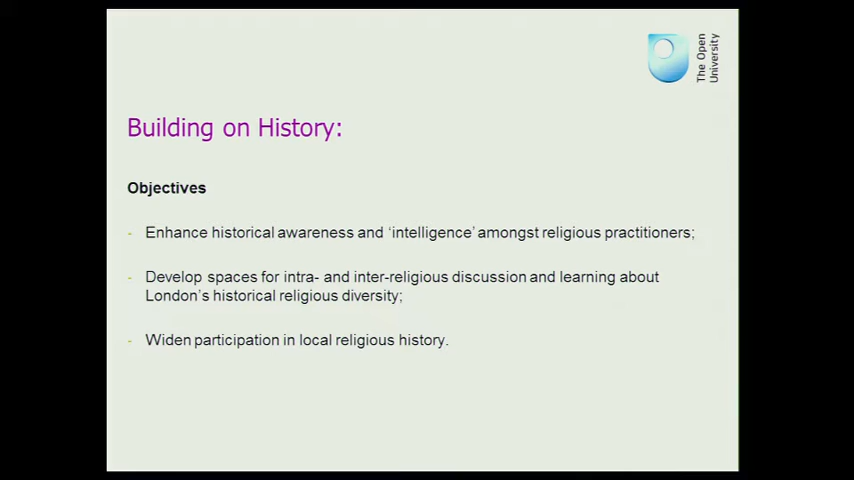 The Open
University
Building on History:
Objectives
- Enhance historical awareness and ‘intelligence’ amongst religious practitioners;
- Develop spaces for intra- and inter-religious discussion and learning about
London’s historical religious diversity;
- Widen participation in local religious history.